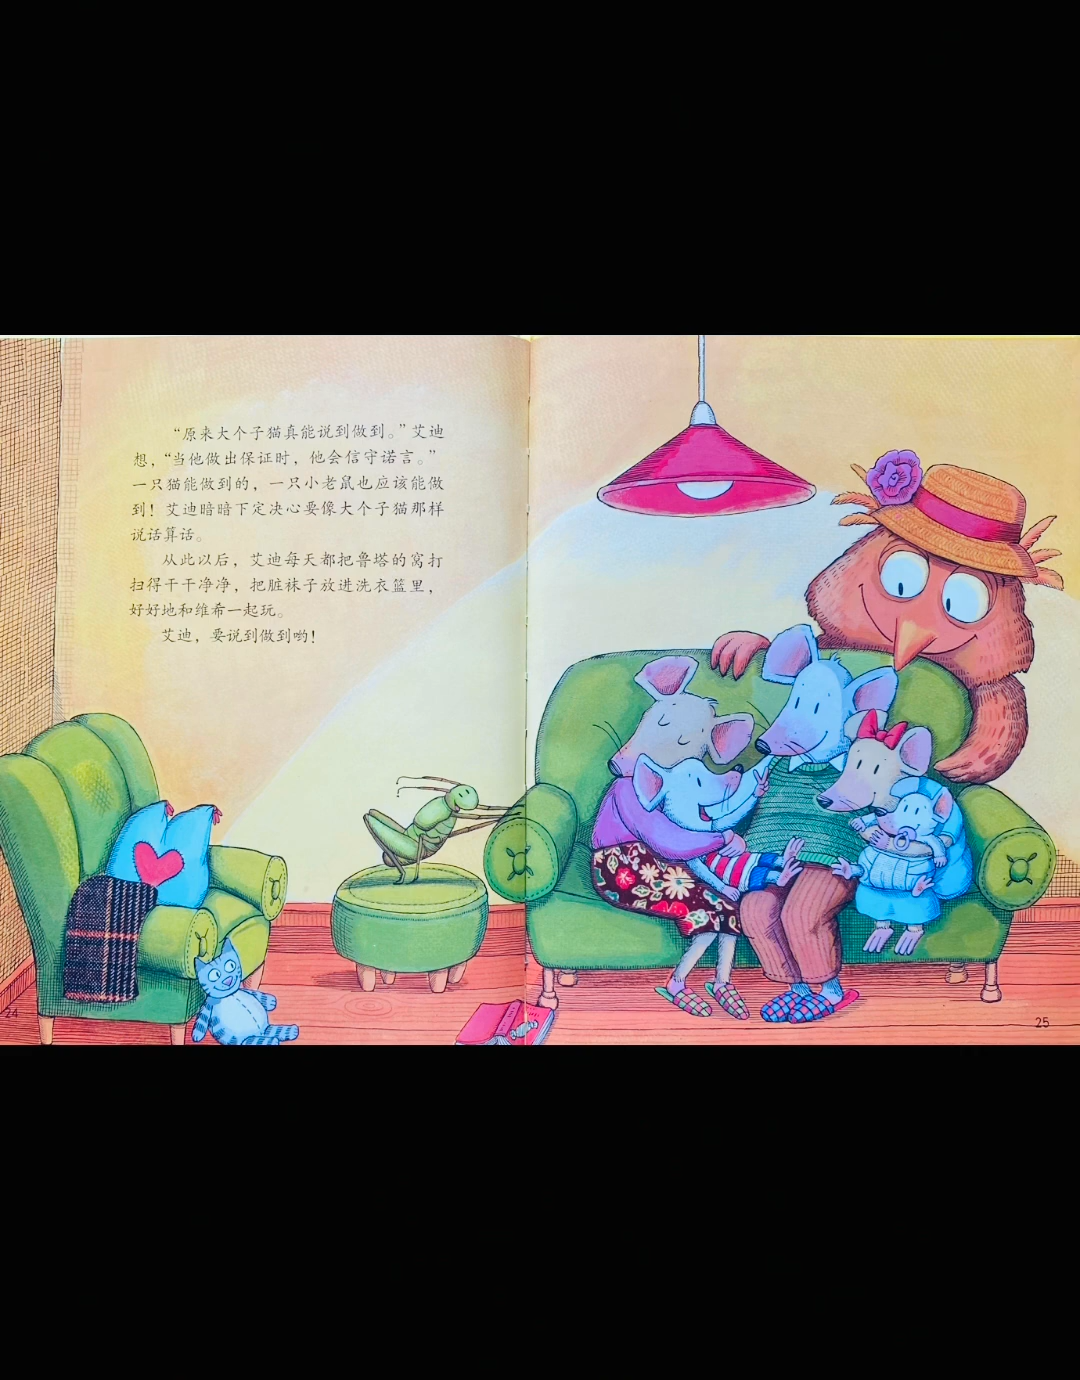 “原来大个子猫真能说到做到。”艾迪
想，“当他做出保证时，他会信守诺言。”
一只猫能做到的，一只小老鼠也应该能做
到！艾迪暗暗下定决心要像大个子猫那样
说话算话。
从此以后，艾迪每天都把鲁塔的窝打
扫得干干净净，把脏袜子放进洗衣篮里，
好好地和维希一起玩。
艾迪，要说到做到哟！
24
25